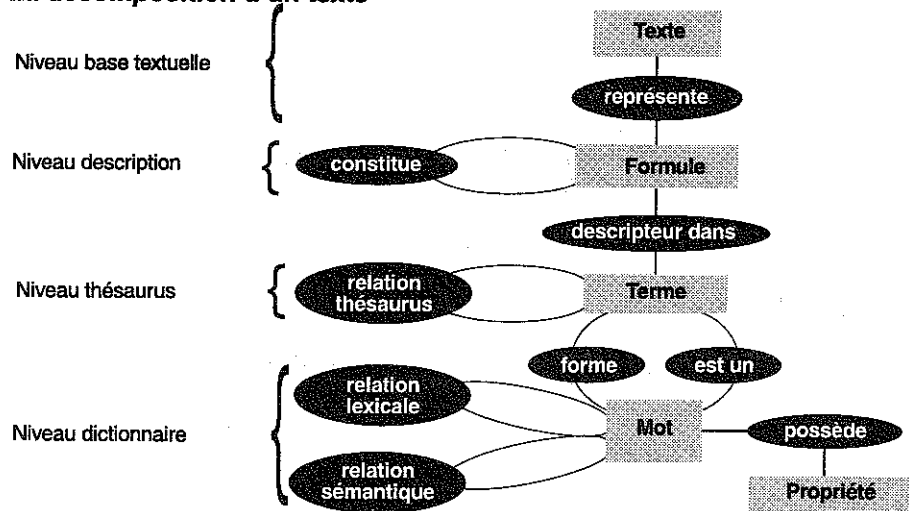 Texte
Niveau base textuelle
représente
Niveau description
constitue
Formule
descripteur dans
Niveau thésaurus
relation
thésaurus
Terme
forme
est un
relation
lexicale
Niveau dictionnaire
Mot
possède
relation
sémantique
Propriété